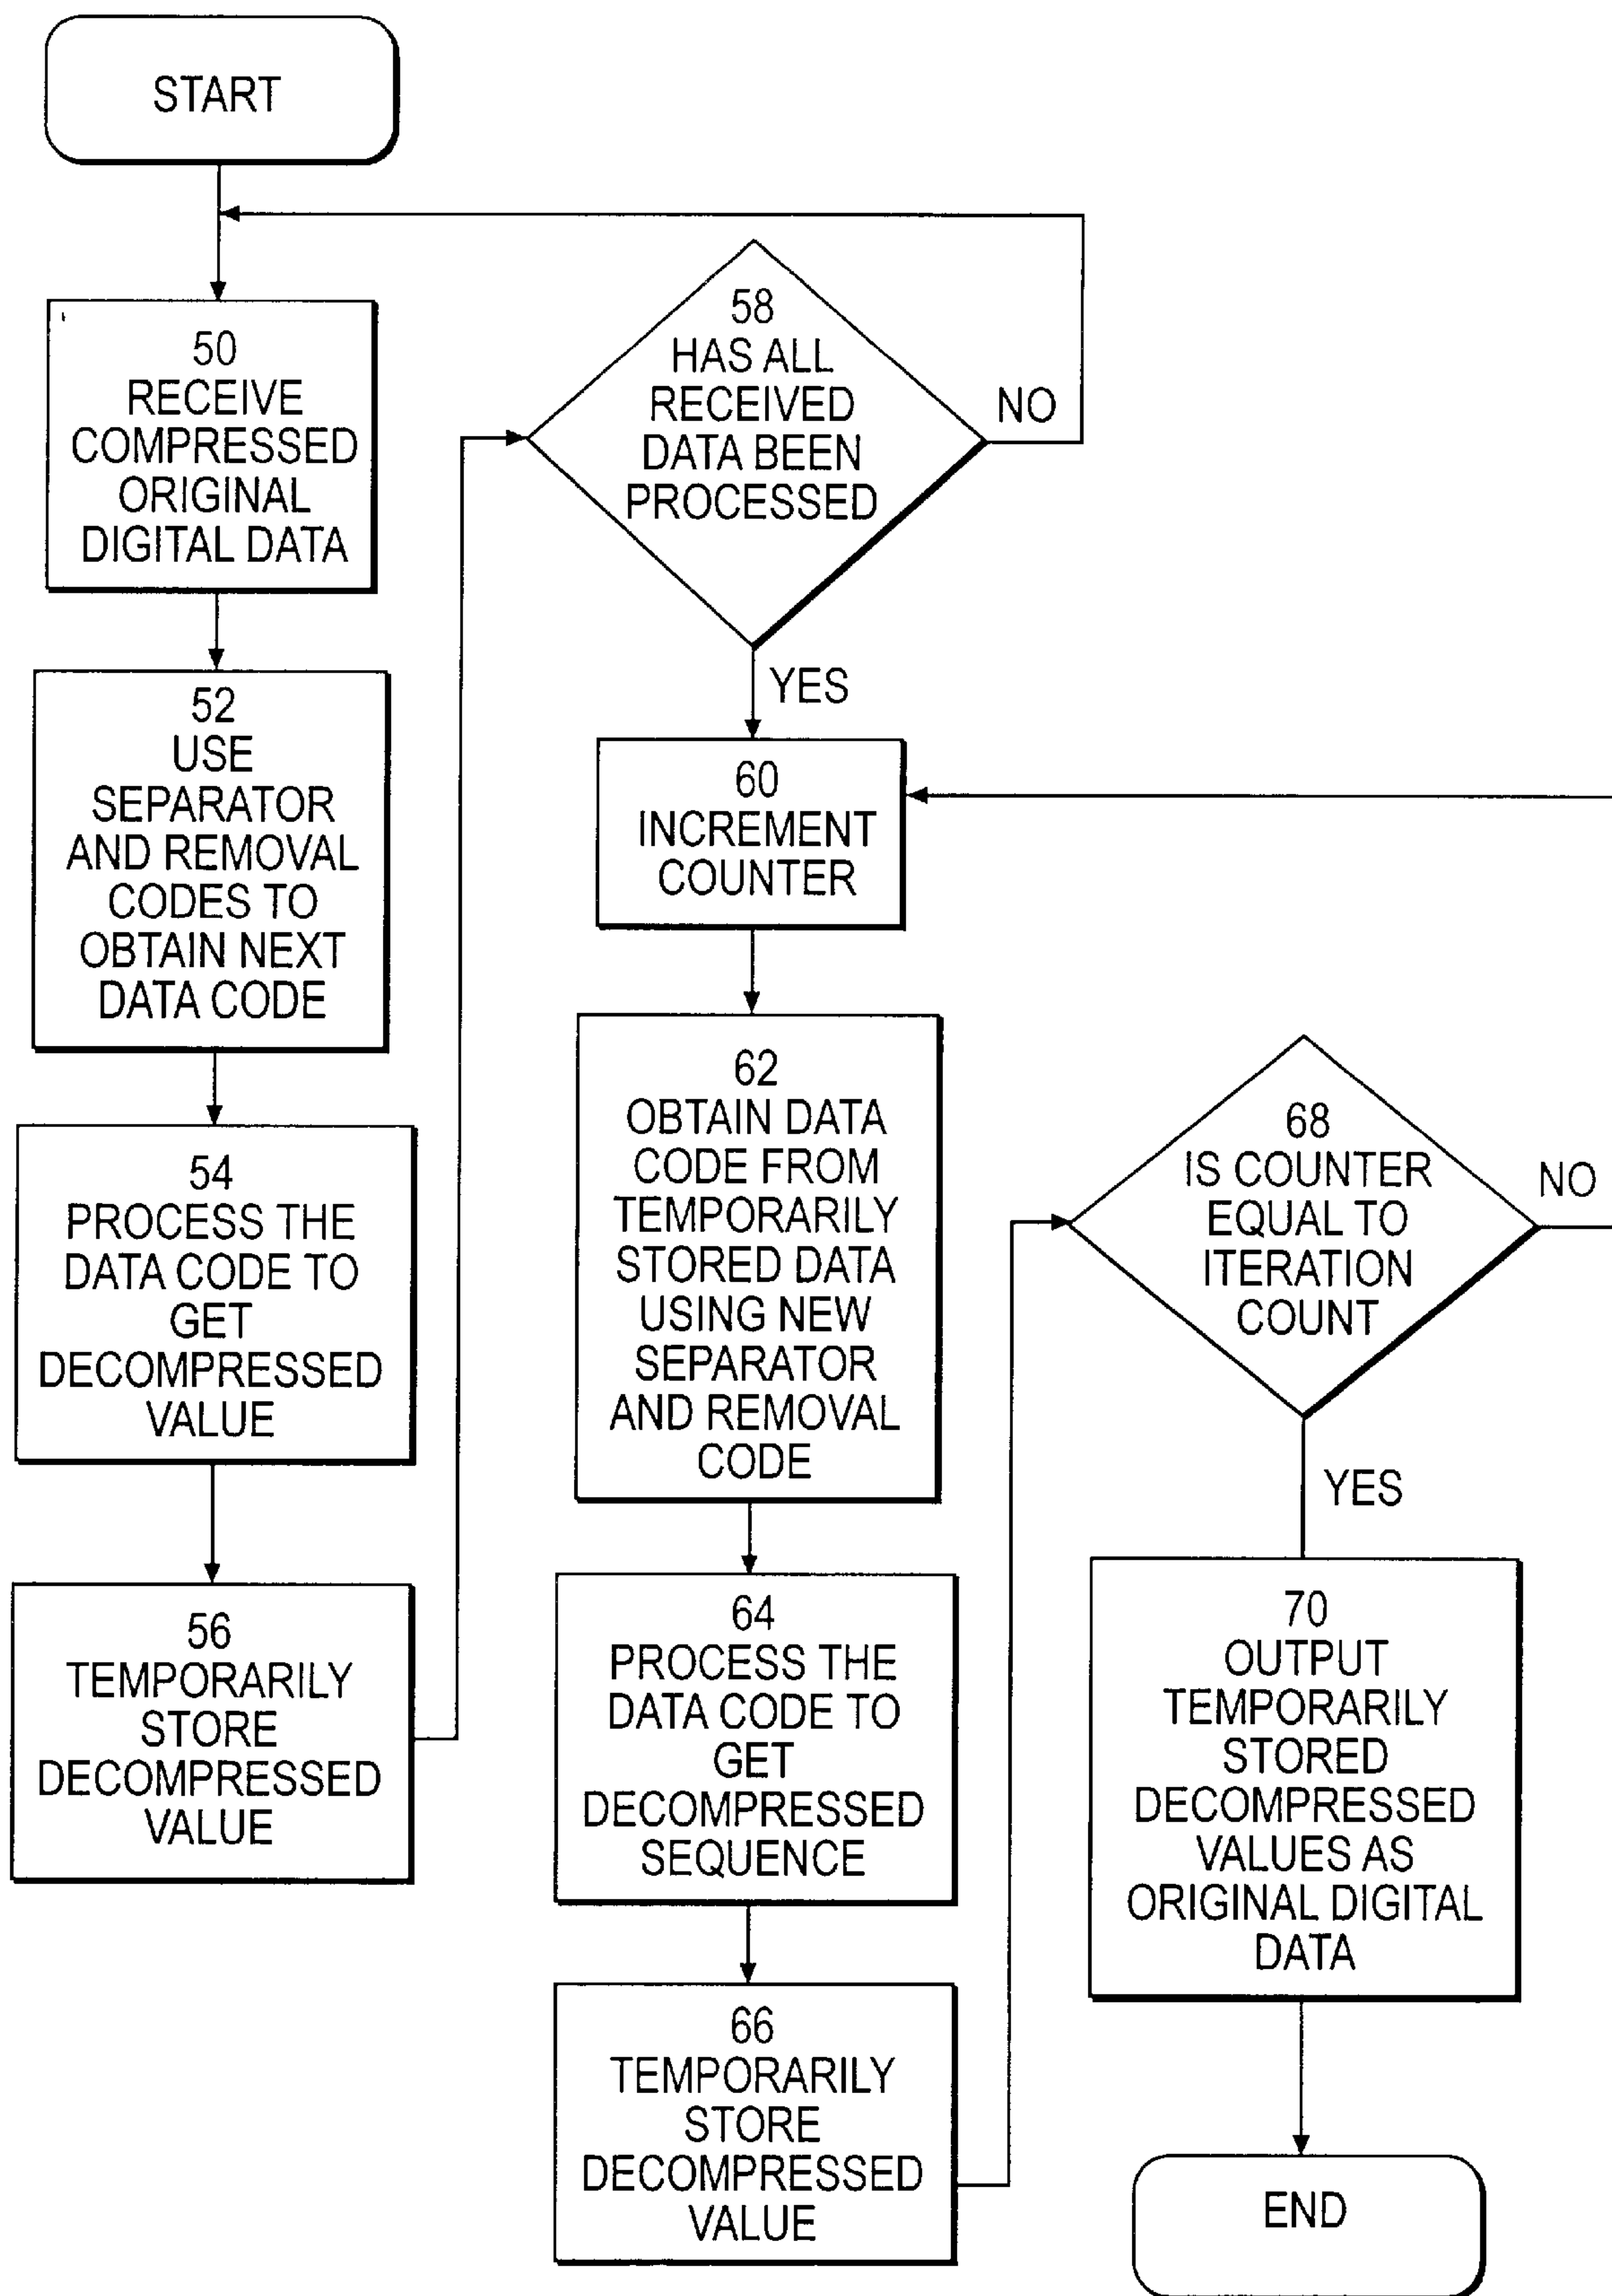 START
50
RECEIVE
COMPRESSED
ORIGINAL
DIGITAL DATA
52
USE
SEPARATOR
AND REMOVAL
CODES TO
OBTAIN NEXT
DATA CODE
54
PROCESS THE
DATA CODE TO
GET
DECOMPRESSED
VALUE
56
TEMPORARILY
STORE
DECOMPRESSED
VALUE
58
HAS ALL
RECEIVED
DATA BEEN
PROCESSED
NO
YES
60
INCREMENT
COUNTER
62
OBTAIN DATA
CODE FROM
TEMPORARILY
STORED DATA
USING NEW
SEPARATOR
AND REMOVAL
CODE
64
PROCESS THE
DATA CODE TO
GET
DECOMPRESSED
SEQUENCE
66
TEMPORARILY
STORE
DECOMPRESSED
VALUE
68
IS COUNTER
EQUAL TO
ITERATION
COUNT
NO
YES
70
OUTPUT
TEMPORARILY
STORED
DECOMPRESSED
VALUES AS
ORIGINAL DIGITAL
DATA
END